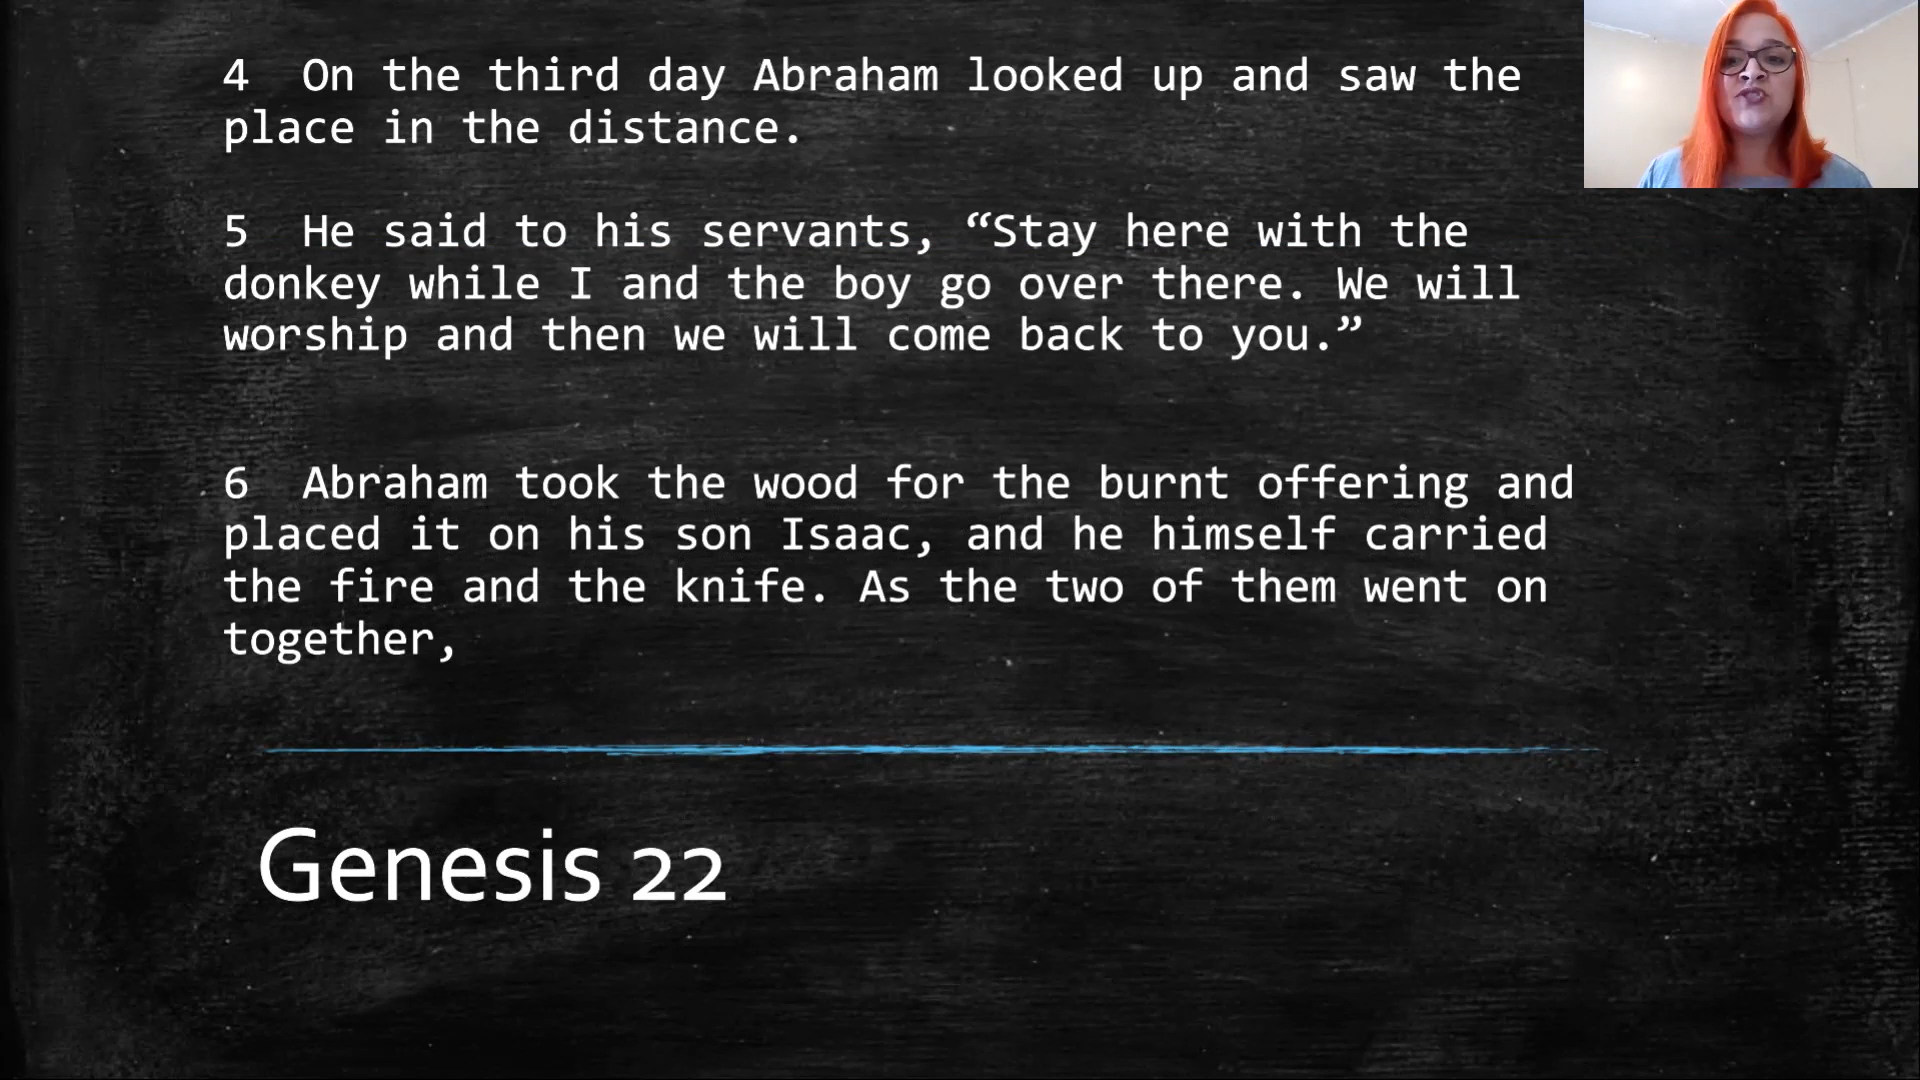 4  On the third day Abraham looked up and saw the
place in the distance.
5  He said to his servants, “Stay here with the
donkey while I and the boy go over there. We will
worship and then we will come back to you.”
6  Abraham took the wood for the burnt offering and
placed it on his son Isaac, and he himself carried
the fire and the knife. As the two of them went on
together,
Genesis 22